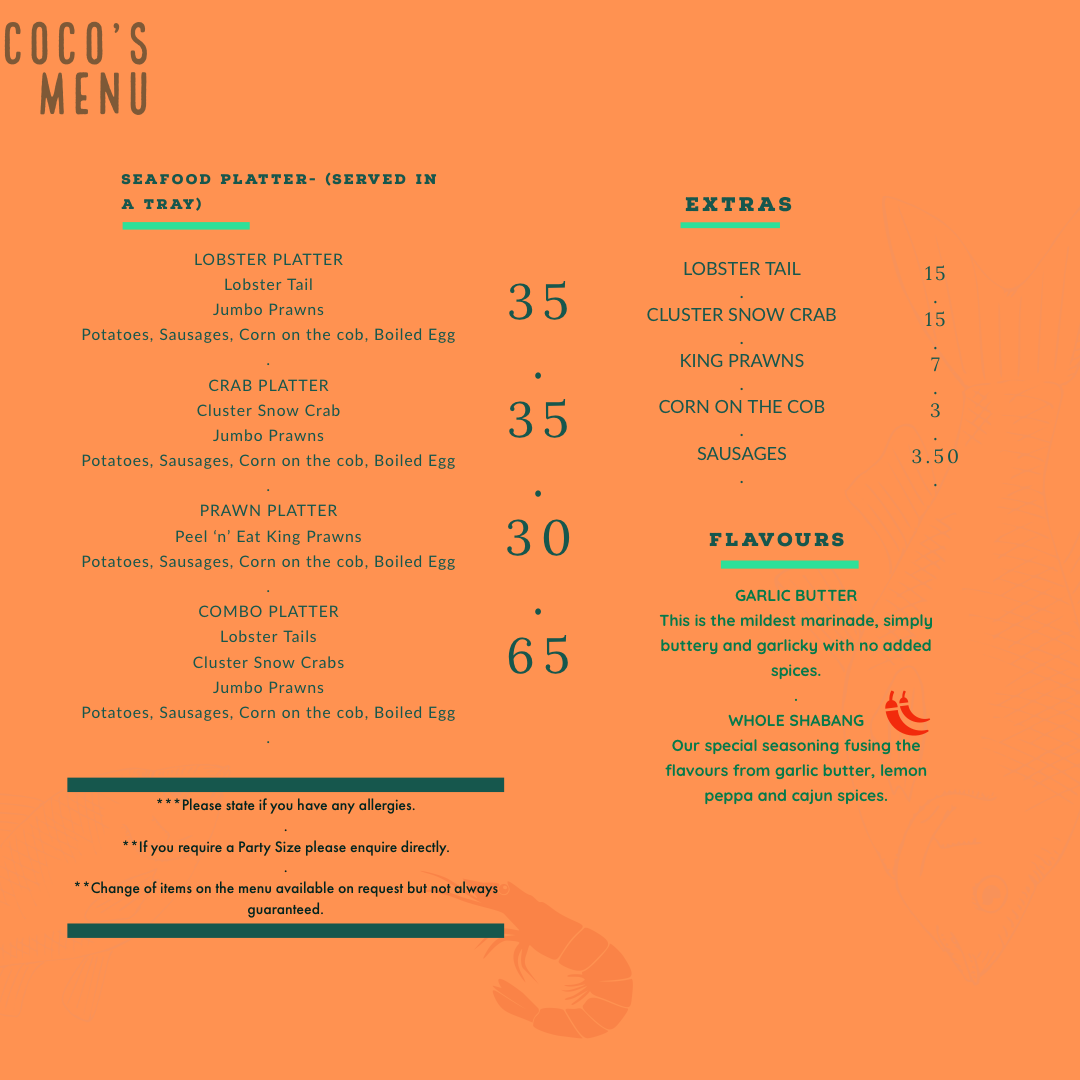 COCO'S
MENU
SEAFOOD PLATTER- (SERVED IN
A TRAY)
LOBSTER PLATTER
Lobster Tail
Jumbo Prawns
Potatoes, Sausages, Corn on the cob, Boiled Egg
.
35
.
CRAB PLATTER
Cluster Snow Crab
Jumbo Prawns
Potatoes, Sausages, Corn on the cob, Boiled Egg
.
35
.
PRAWN PLATTER
Peel ‘n’ Eat King Prawns
Potatoes, Sausages, Corn on the cob, Boiled Egg
.
30
.
COMBO PLATTER
Lobster Tails
Cluster Snow Crabs
Jumbo Prawns
Potatoes, Sausages, Corn on the cob, Boiled Egg
.
65
***Please state if you have any allergies.
.
**If you require a Party Size please enquire directly.
.
**Change of items on the menu available on request but not always
guaranteed.
EXTRAS
LOBSTER TAIL 15
. .
CLUSTER SNOW CRAB 15
. .
KING PRAWNS 7
. .
CORN ON THE COB 3
. .
SAUSAGES 3.50
. .
FLAVOURS
GARLIC BUTTER
This is the mildest marinade, simply
buttery and garlicky with no added
spices.
.
WHOLE SHABANG
Our special seasoning fusing the
flavours from garlic butter, lemon
peppa and cajun spices.